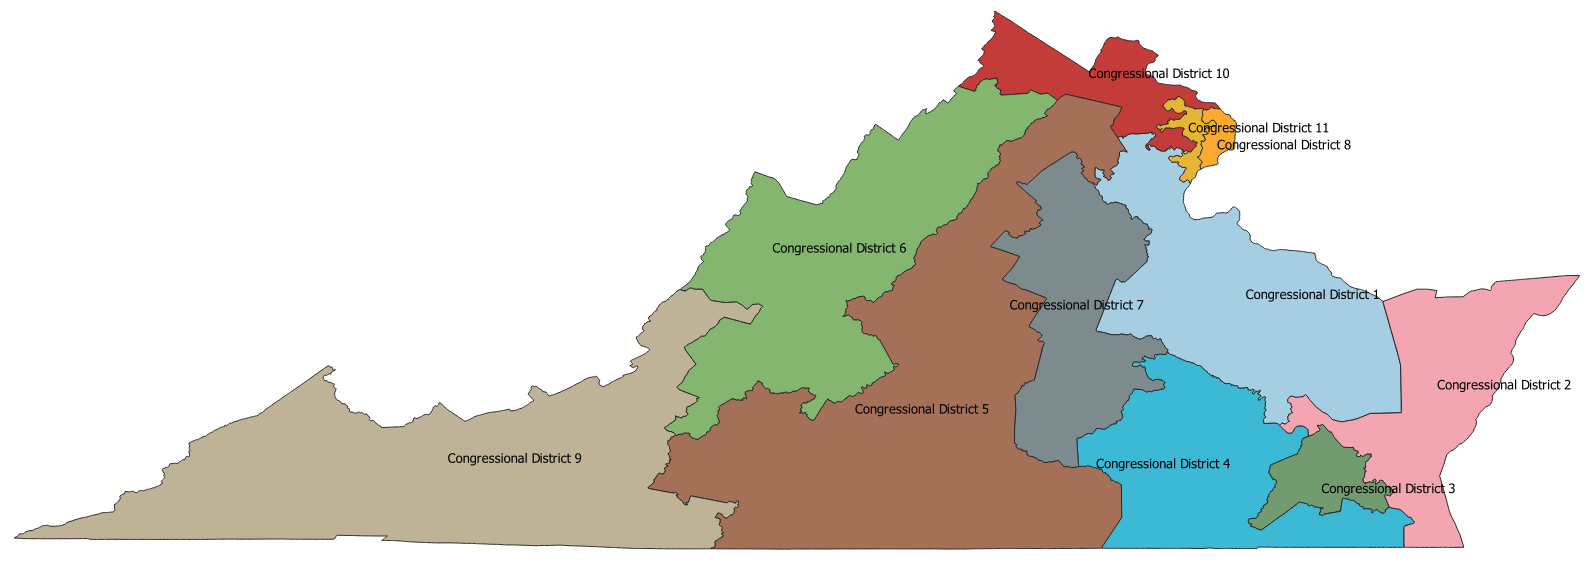 Congressional District 10
Congressional District 11
Congressional District 8
Congressional District 6
Congressional District 1
Congressional District 7
Congressional District 2
Congressional District 5
Congressional District 9
Congressional District 4
Congressional District 3